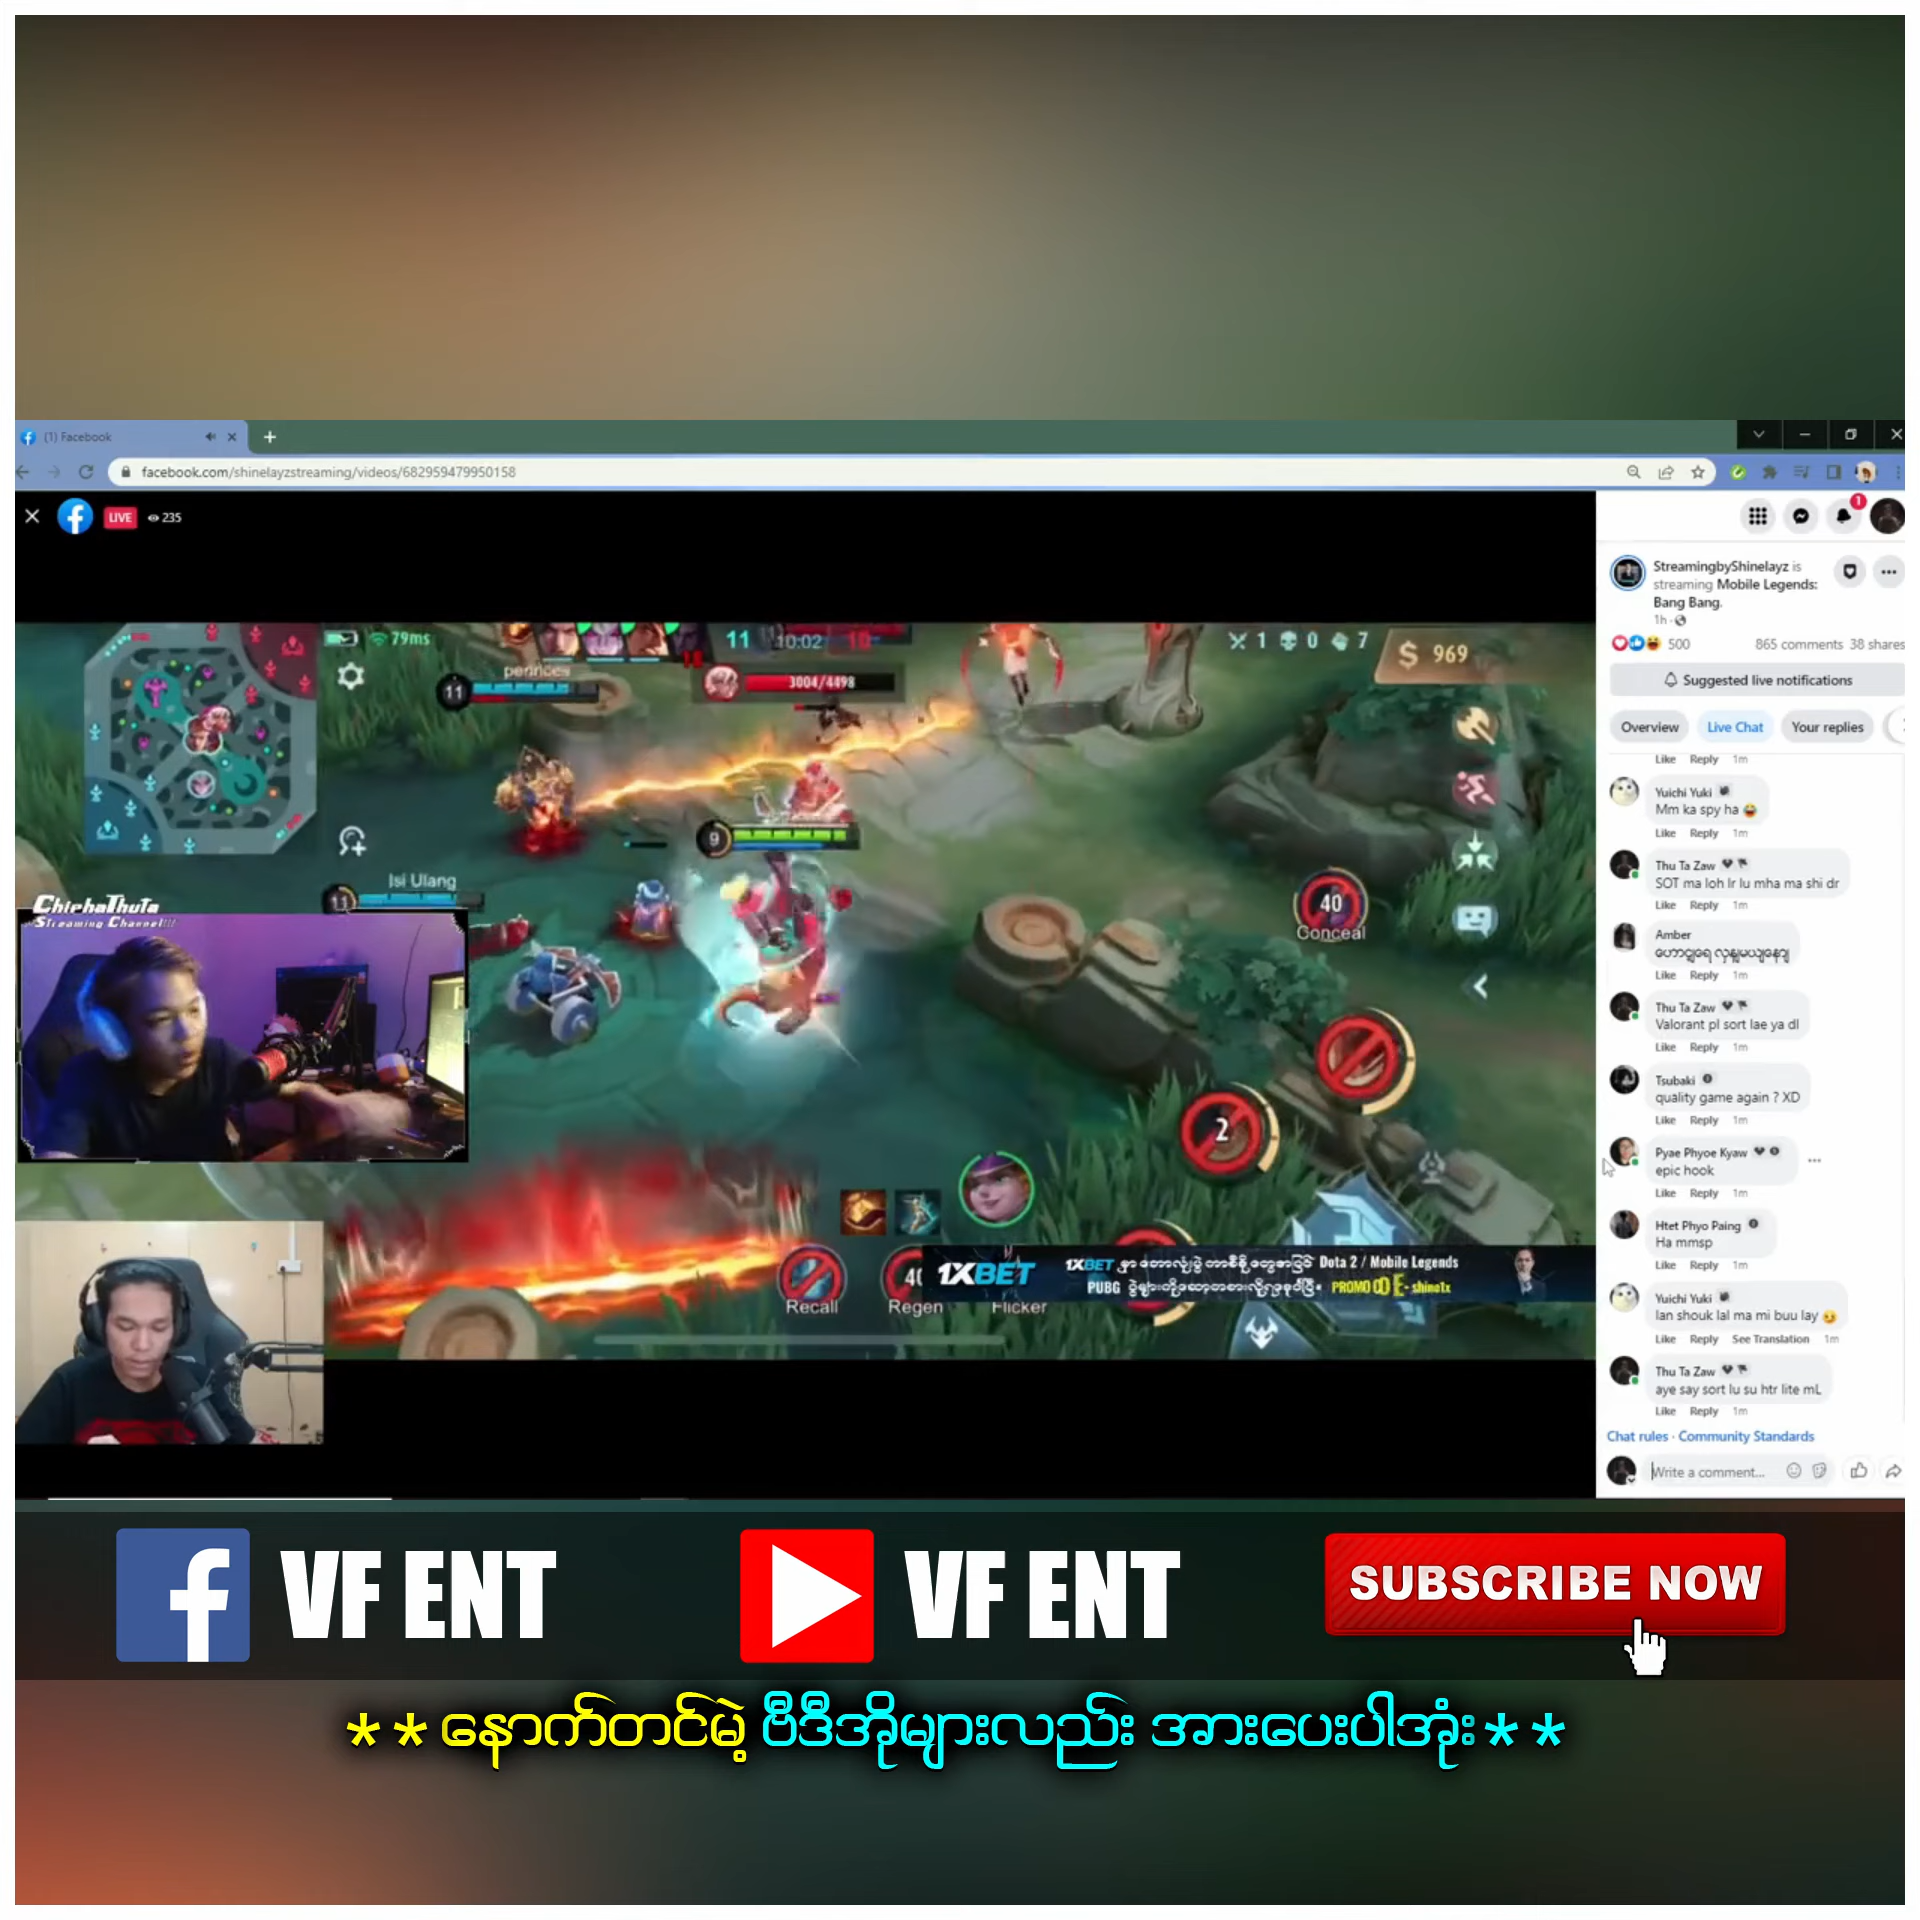 (1) Facebook
facebook.com/shinelayzstreaming/videos/682959479950158
LIVE
235
79ms
11
10:02
10
1 0 7
969
perinces
11
3004/4498
9
Isi Ulang
11
40
Conceal
2
ChichaThuta
Streaming Channel!!!
Recall
Regen
Flicker
1XBET
Dota 2 / Mobile Legends
PUBG
StreamingbyShinelayz is
streaming Mobile Legends:
Bang Bang.
1h
500
865 comments 38 shares
Suggested live notifications
Overview
Live Chat
Your replies
Like Reply 1m
Yuichi Yuki
Mm ka spy ha
Like Reply 1m
Thu Ta Zaw
SOT ma loh lr lu mha ma shi dr
Like Reply 1m
Amber
Like Reply 1m
Thu Ta Zaw
Valorant pl sort lae ya dl
Like Reply 1m
Tsubaki
quality game again ? XD
Like Reply 1m
Pyae Phyoe Kyaw
epic hook
Like Reply 1m
Htet Phyo Paing
Ha mmsp
Like Reply 1m
Yuichi Yuki
lan shouk lal ma mi buu lay
Like Reply See Translation 1m
Thu Ta Zaw
aye say sort lu su htr lite mL
Like Reply 1m
Chat rules · Community Standards
Write a comment...
VF ENT
VF ENT
SUBSCRIBE NOW
**နောက်တင်မဲ့ ဗီဒီအိုများလည်း အားပေးပါအုံး**